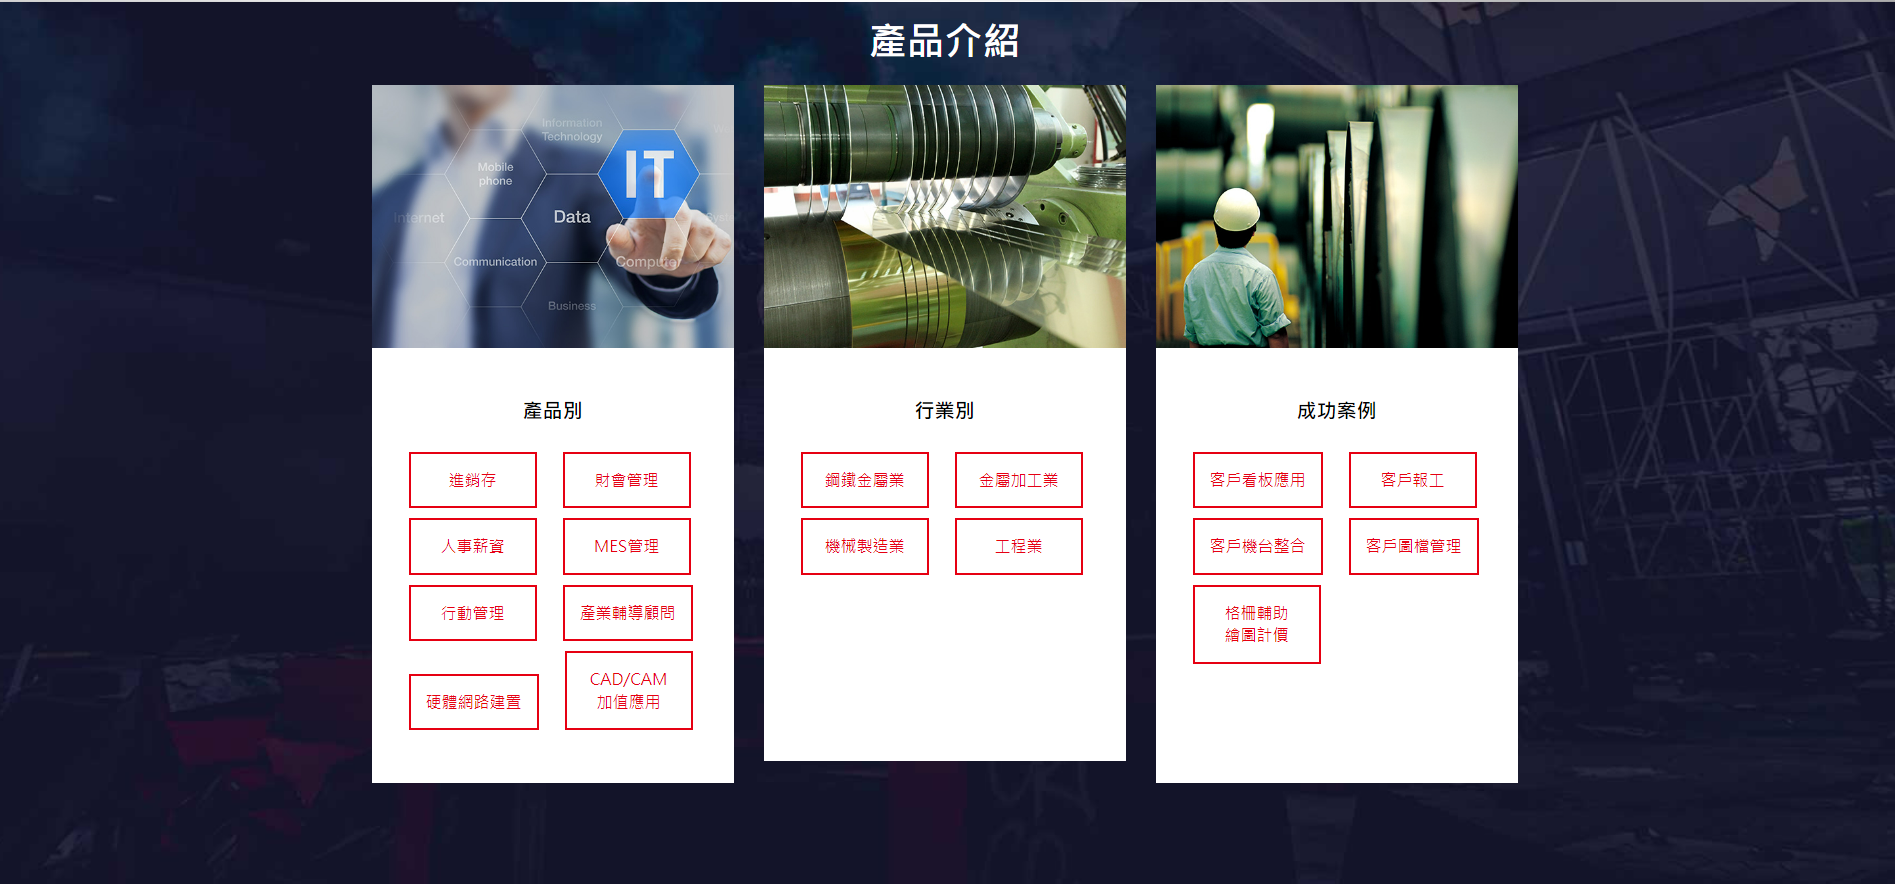 產品介紹
Information
Technology
IT
Mobile
phone
Internet
Data
Communication
Computer
Business
產品別
進銷存
財會管理
人事薪資
MES管理
行動管理
產業輔導顧問
硬體網路建置
CAD/CAM
加值應用
行業別
鋼鐵金屬業
金屬加工業
機械製造業
工程業
成功案例
客戶看板應用
客戶報工
客戶機台整合
客戶圖檔管理
格柵輔助
繪圖計價